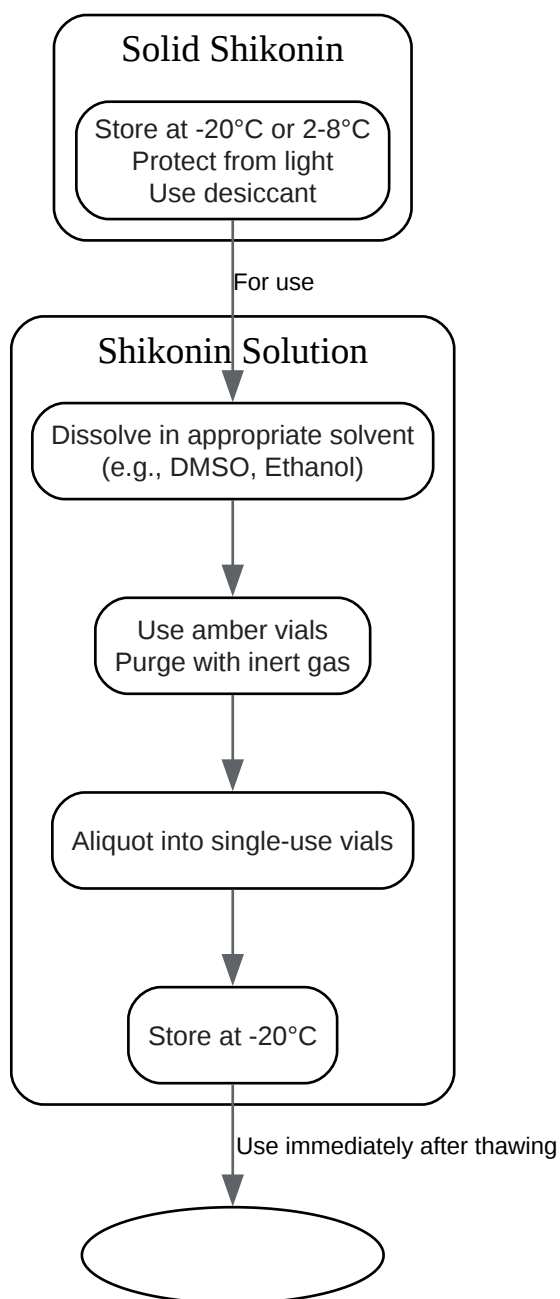 Solid Shikonin
Store at -20°C or 2-8°C
Protect from light
Use desiccant
For use
Shikonin Solution
Dissolve in appropriate solvent
(e.g., DMSO, Ethanol)
Use amber vials
Purge with inert gas
Aliquot into single-use vials
Store at -20°C
Use immediately after thawing